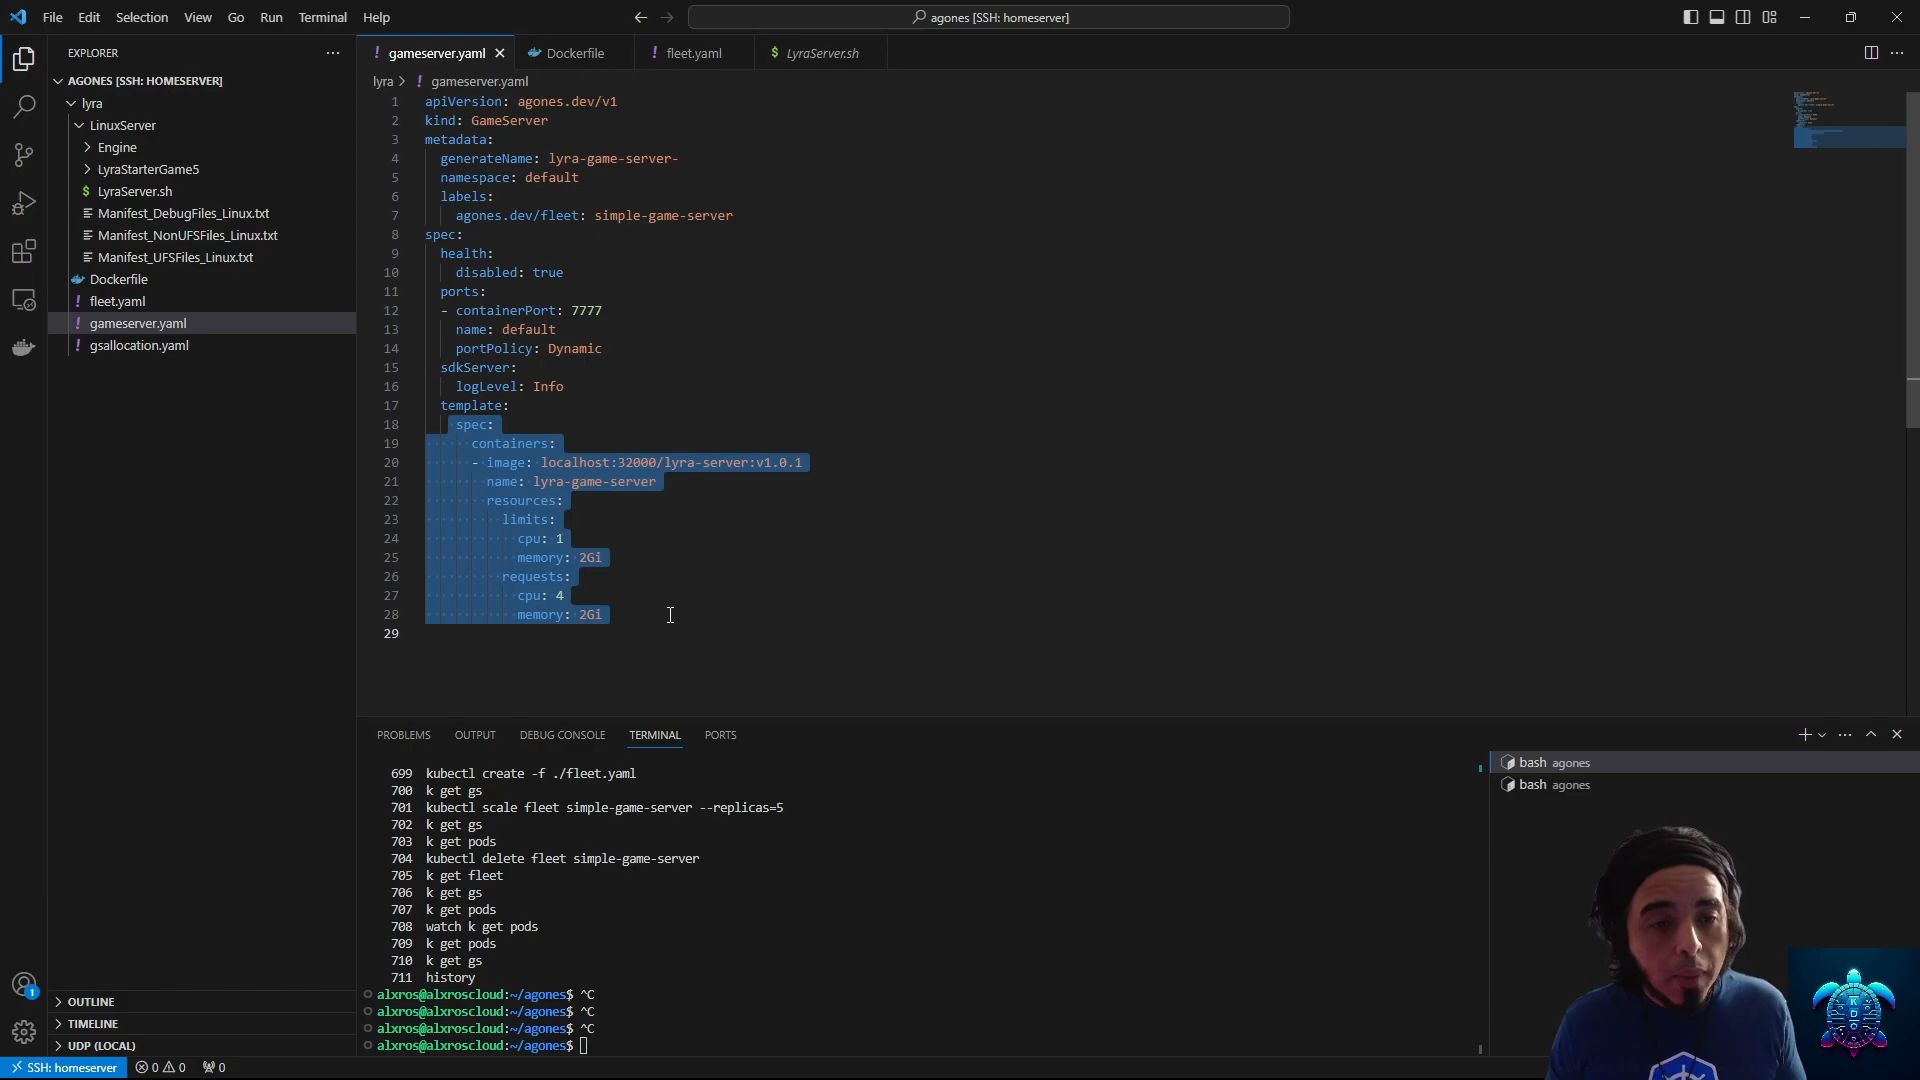 File Edit Selection View Go Run Terminal Help
agones [SSH: homeserver]
EXPLORER
AGONES [SSH: HOMESERVER]
lyra
LinuxServer
Engine
LyraStarterGame5
LyraServer.sh
Manifest_DebugFiles_Linux.txt
Manifest_NonUFSFiles_Linux.txt
Manifest_UFSFiles_Linux.txt
Dockerfile
fleet.yaml
gameserver.yaml
gsallocation.yaml
OUTLINE
TIMELINE
UDP (LOCAL)
gameserver.yaml Dockerfile fleet.yaml LyraServer.sh
lyra > gameserver.yaml
1 apiVersion: agones.dev/v1
2 kind: GameServer
3 metadata:
4 generateName: lyra-game-server-
5 namespace: default
6 labels:
7 agones.dev/fleet: simple-game-server
8 spec:
9 health:
10 disabled: true
11 ports:
12 - containerPort: 7777
13 name: default
14 portPolicy: Dynamic
15 sdkServer:
16 logLevel: Info
17 template:
18 spec:
19 containers:
20 - image: localhost:32000/lyra-server:v1.0.1
21 name: lyra-game-server
22 resources:
23 limits:
24 cpu: 1
25 memory: 2Gi
26 requests:
27 cpu: 4
28 memory: 2Gi
29
PROBLEMS OUTPUT DEBUG CONSOLE TERMINAL PORTS
699 kubectl create -f ./fleet.yaml
700 k get gs
701 kubectl scale fleet simple-game-server --replicas=5
702 k get gs
703 k get pods
704 kubectl delete fleet simple-game-server
705 k get fleet
706 k get gs
707 k get pods
708 watch k get pods
709 k get pods
710 k get gs
711 history
alxros@alxroscloud:~/agones$ ^C
alxros@alxroscloud:~/agones$ ^C
alxros@alxroscloud:~/agones$ ^C
alxros@alxroscloud:~/agones$
bash agones
bash agones
K
D
O
1
SSH: homeserver 0 0 0